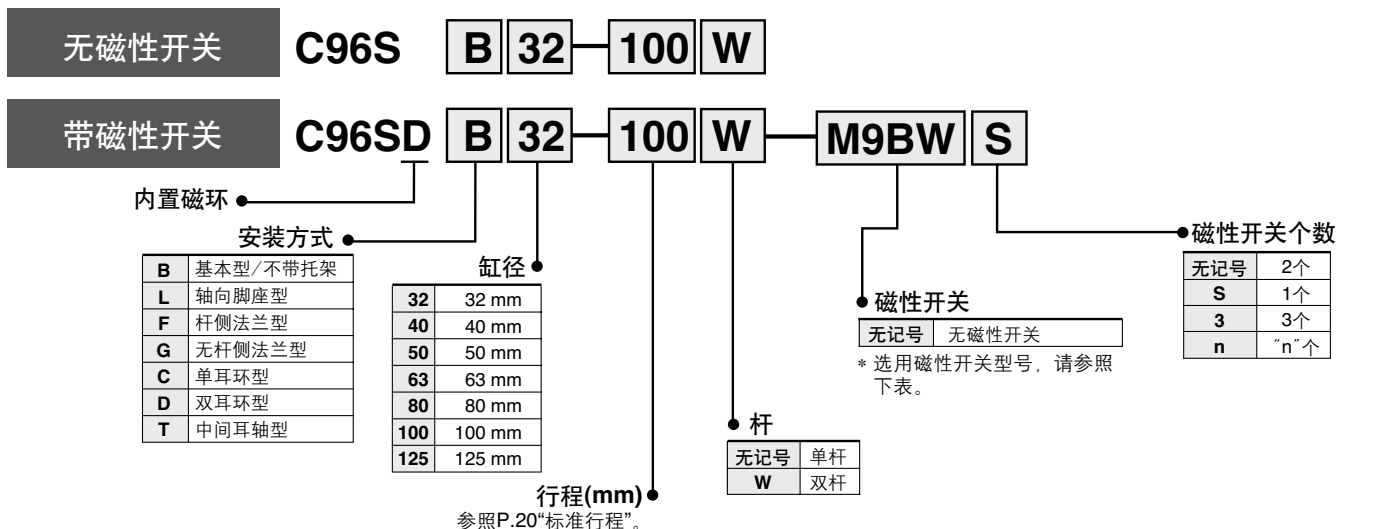 无磁性开关 C96S B 32 — 100 W
带磁性开关 C96SD B 32 — 100 W — M9BW S
内置磁环
安装方式
B 基本型/不带托架
L 轴向脚座型
F 杆侧法兰型
G 无杆侧法兰型
C 单耳环型
D 双耳环型
T 中间耳轴型
缸径
32 32 mm
40 40 mm
50 50 mm
63 63 mm
80 80 mm
100 100 mm
125 125 mm
行程(mm)
参照P.20“标准行程”。
杆
无记号 单杆
W 双杆
磁性开关
无记号 无磁性开关
* 选用磁性开关型号，请参照
下表。
磁性开关个数
无记号 2个
S 1个
3 3个
n ″n″个